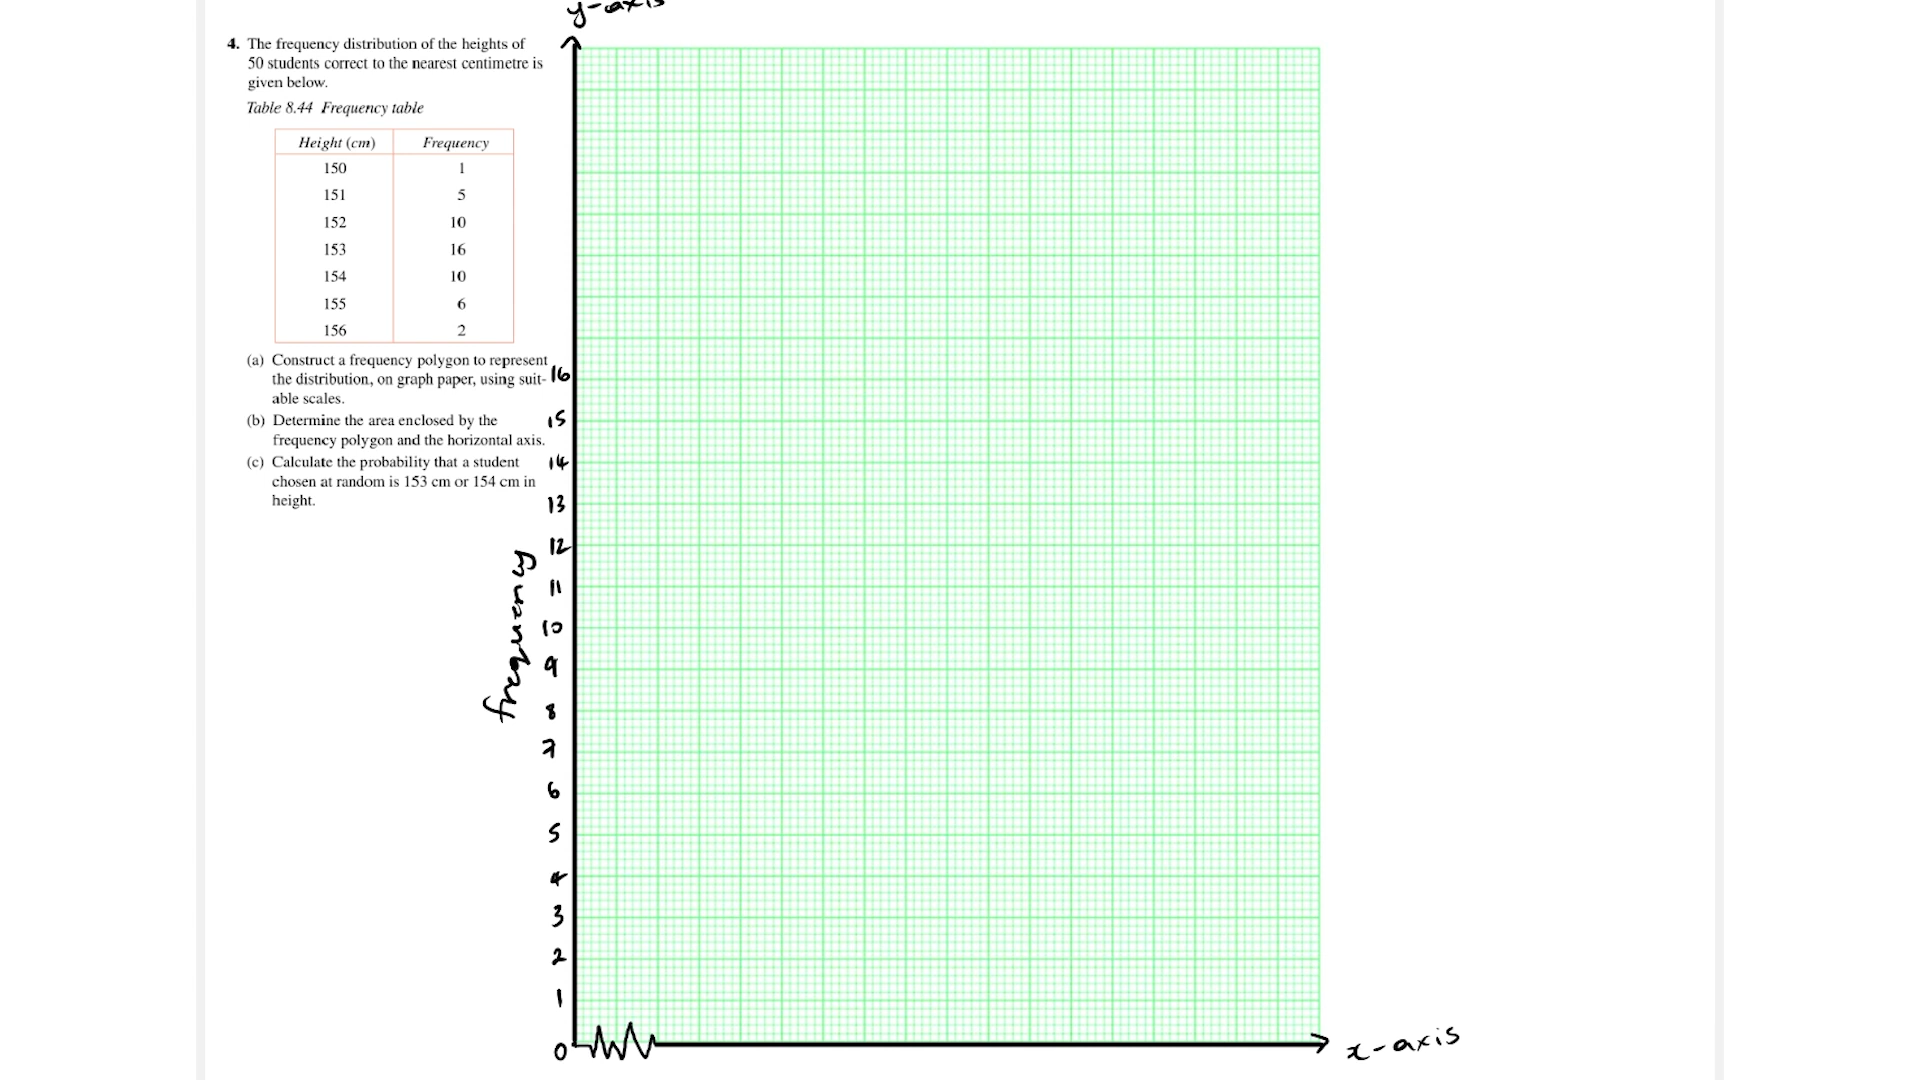 y-axis
4. The frequency distribution of the heights of
50 students correct to the nearest centimetre is
given below.
Table 8.44 Frequency table
Height (cm) Frequency
150 1
151 5
152 10
153 16
154 10
155 6
156 2
(a) Construct a frequency polygon to represent
the distribution, on graph paper, using suit-
able scales.
(b) Determine the area enclosed by the
frequency polygon and the horizontal axis.
(c) Calculate the probability that a student
chosen at random is 153 cm or 154 cm in
height.
16
15
14
13
12
11
10
9
8
7
6
5
4
3
2
1
0
frequency
x-axis